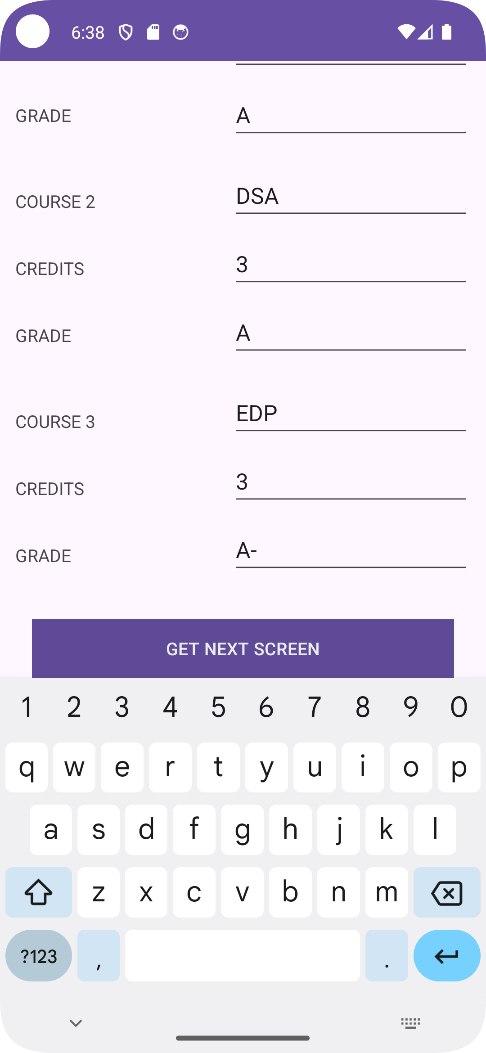 6:38
GRADE A
COURSE 2 DSA
CREDITS 3
GRADE A
COURSE 3 EDP
CREDITS 3
GRADE A-
GET NEXT SCREEN
1 2 3 4 5 6 7 8 9 0
q w e r t y u i o p
a s d f g h j k l
z x c v b n m
?123 , .